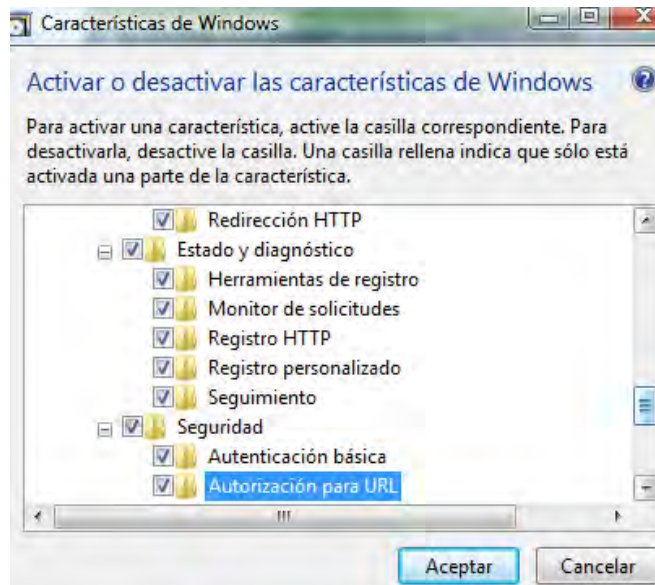 Características de Windows
Activar o desactivar las características de Windows
Para activar una característica, active la casilla correspondiente. Para
desactivarla, desactive la casilla. Una casilla rellena indica que sólo está
activada una parte de la característica.
Redirección HTTP
Estado y diagnóstico
Herramientas de registro
Monitor de solicitudes
Registro HTTP
Registro personalizado
Seguimiento
Seguridad
Autenticación básica
Autorización para URL
Aceptar
Cancelar